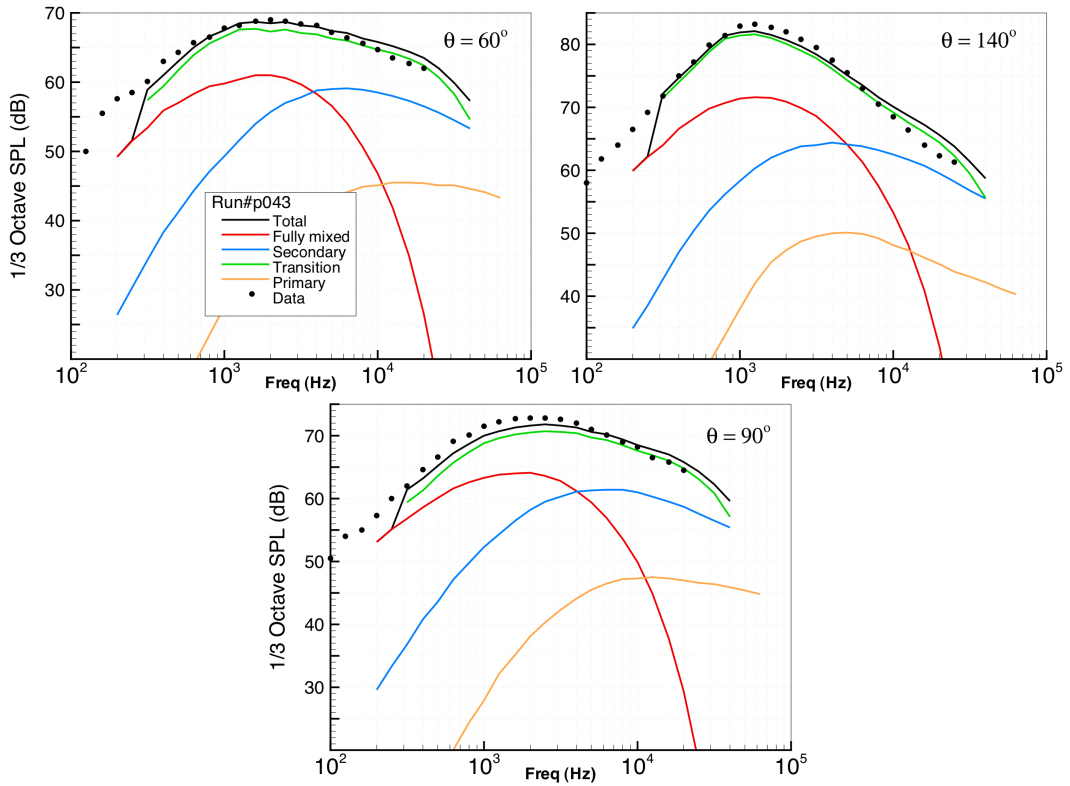 70
60
50
40
30
1/3 Octave SPL (dB)
θ = 60°
Run#p043
Total
Fully mixed
Secondary
Transition
Primary
Data
10² 10³ 10⁴ 10⁵
Freq (Hz)
80
70
60
50
40
θ = 140°
10² 10³ 10⁴ 10⁵
Freq (Hz)
70
60
50
40
30
1/3 Octave SPL (dB)
θ = 90°
10² 10³ 10⁴ 10⁵
Freq (Hz)